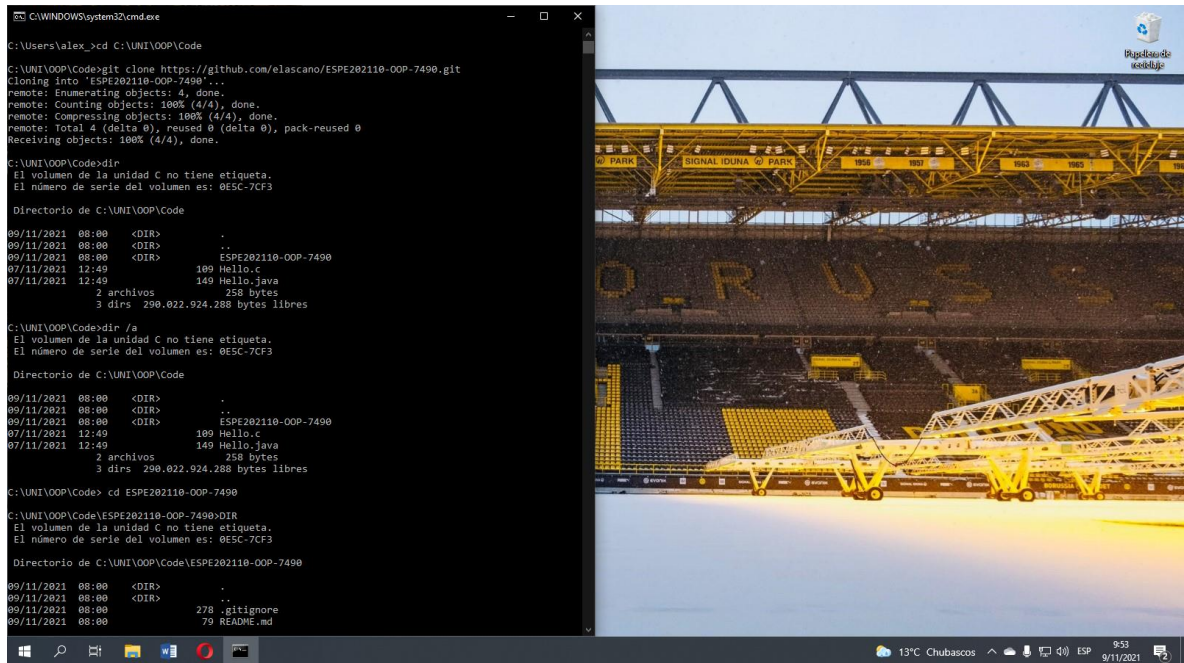 C:\WINDOWS\system32\cmd.exe
C:\Users\alex_>cd C:\UNI\OOP\Code
C:\UNI\OOP\Code>git clone https://github.com/elascano/ESPE202110-OOP-7490.git
Cloning into 'ESPE202110-OOP-7490'...
remote: Enumerating objects: 4, done.
remote: Counting objects: 100% (4/4), done.
remote: Compressing objects: 100% (4/4), done.
remote: Total 4 (delta 0), reused 0 (delta 0), pack-reused 0
Receiving objects: 100% (4/4), done.
C:\UNI\OOP\Code>dir
El volumen de la unidad C no tiene etiqueta.
El número de serie del volumen es: 0E5C-7CF3
Directorio de C:\UNI\OOP\Code
09/11/2021 08:00 <DIR> .
09/11/2021 08:00 <DIR> ..
09/11/2021 08:00 <DIR> ESPE202110-OOP-7490
07/11/2021 12:49 109 Hello.c
07/11/2021 12:49 149 Hello.java
2 archivos 258 bytes
3 dirs 290.022.924.288 bytes libres
C:\UNI\OOP\Code>dir /a
El volumen de la unidad C no tiene etiqueta.
El número de serie del volumen es: 0E5C-7CF3
Directorio de C:\UNI\OOP\Code
09/11/2021 08:00 <DIR> .
09/11/2021 08:00 <DIR> ..
09/11/2021 08:00 <DIR> ESPE202110-OOP-7490
07/11/2021 12:49 109 Hello.c
07/11/2021 12:49 149 Hello.java
2 archivos 258 bytes
3 dirs 290.022.924.288 bytes libres
C:\UNI\OOP\Code> cd ESPE202110-OOP-7490
C:\UNI\OOP\Code\ESPE202110-OOP-7490>DIR
El volumen de la unidad C no tiene etiqueta.
El número de serie del volumen es: 0E5C-7CF3
Directorio de C:\UNI\OOP\Code\ESPE202110-OOP-7490
09/11/2021 08:00 <DIR> .
09/11/2021 08:00 <DIR> ..
09/11/2021 08:00 278 .gitignore
09/11/2021 08:00 79 README.md
Papelera de
reciclaje
PARK SIGNAL IDUNA PARK 1956 1957 1963 1965
O R U S S
13°C Chubascos ESP 9:53
9/11/2021
2